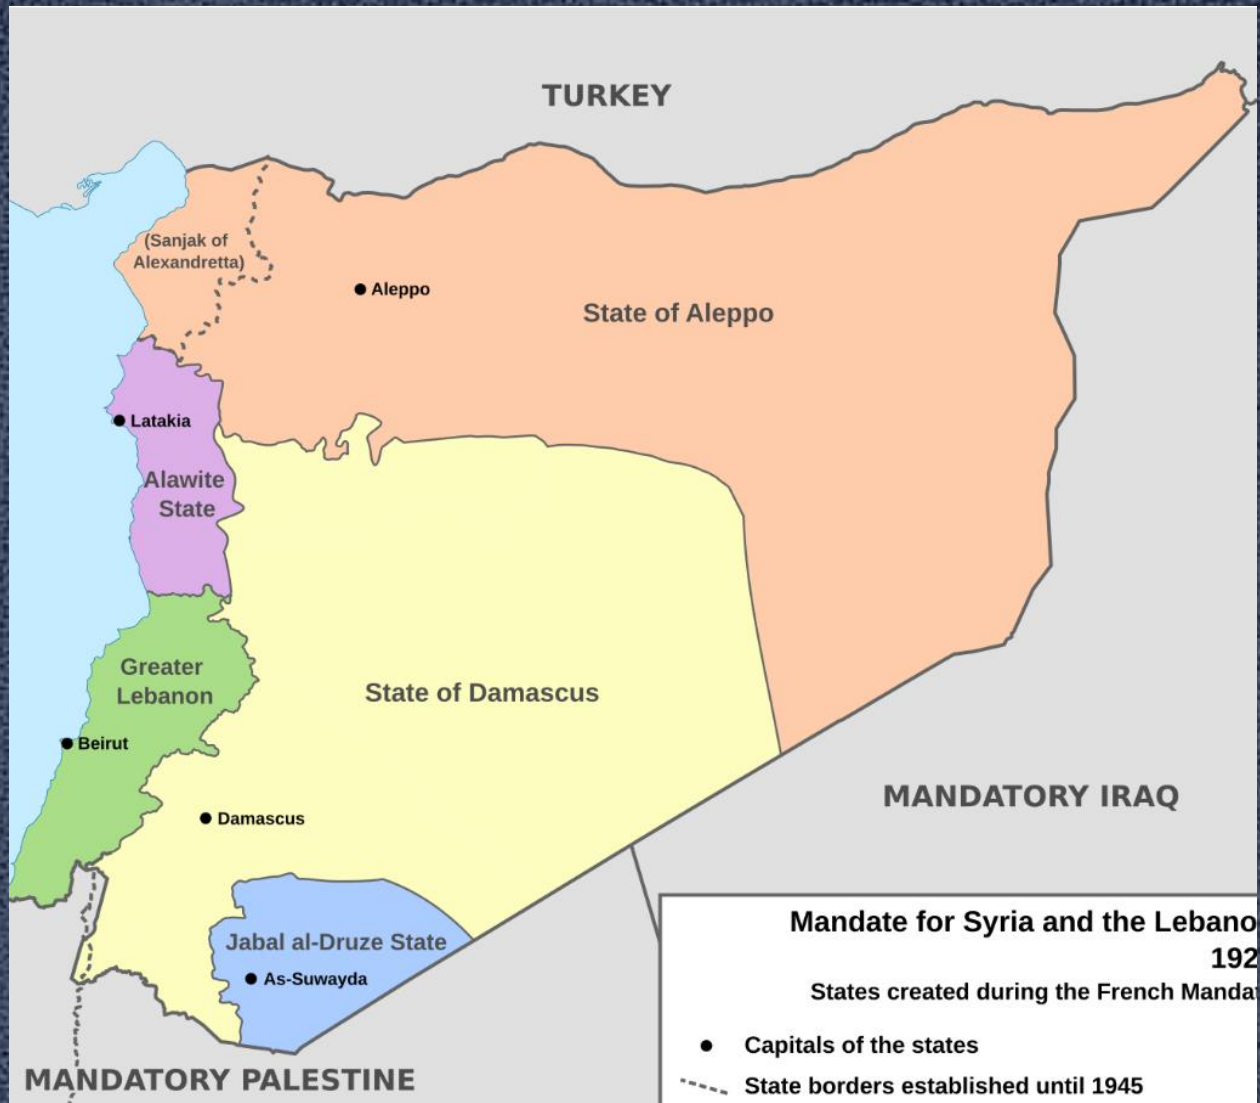 TURKEY
(Sanjak of
Alexandretta)
Aleppo
State of Aleppo
Latakia
Alawite
State
Greater
Lebanon
State of Damascus
Beirut
MANDATORY IRAQ
Damascus
Jabal al-Druze State
As-Suwayda
MANDATORY PALESTINE
Mandate for Syria and the Lebano
192
States created during the French Manda
Capitals of the states
State borders established until 1945